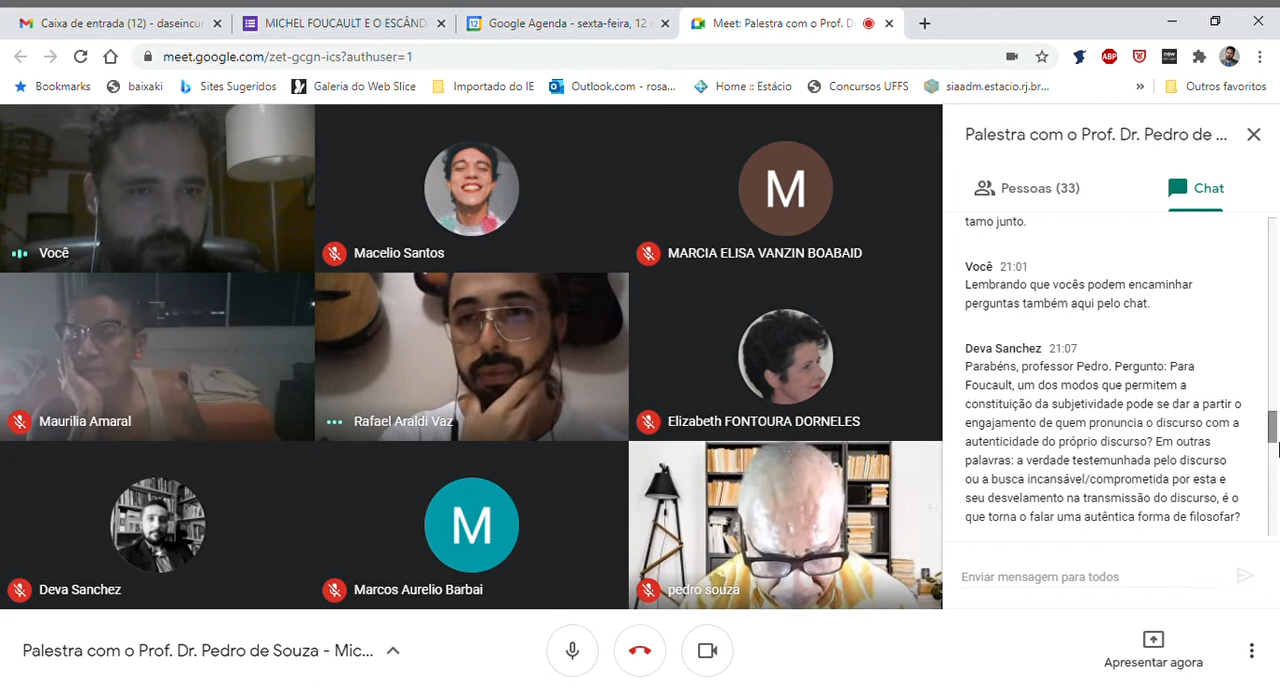 Caixa de entrada (12) - daseincur
MICHEL FOUCAULT E O ESCÂND
Google Agenda - sexta-feira, 12 
Meet: Palestra com o Prof. D
meet.google.com/zet-gcgn-ics?authuser=1
ABP
new
Bookmarks
baixaki
Sites Sugeridos
Galeria do Web Slice
Importado do IE
Outlook.com - rosa...
Home :: Estácio
Concursos UFFS
siaadm.estacio.rj.br...
»
Outros favoritos
Você
Macelio Santos
M
MARCIA ELISA VANZIN BOABAID
Maurilia Amaral
Rafael Araldi Vaz
Elizabeth FONTOURA DORNELES
Deva Sanchez
M
Marcos Aurelio Barbai
pedro souza
Palestra com o Prof. Dr. Pedro de ...
Pessoas (33)
Chat
tamo junto.
Você 21:01
Lembrando que vocês podem encaminhar
perguntas também aqui pelo chat.
Deva Sanchez 21:07
Parabéns, professor Pedro. Pergunto: Para
Foucault, um dos modos que permitem a
constituição da subjetividade pode se dar a partir o
engajamento de quem pronuncia o discurso com a
autenticidade do próprio discurso? Em outras
palavras: a verdade testemunhada pelo discurso
ou a busca incansável/comprometida por esta e
seu desvelamento na transmissão do discurso, é o
que torna o falar uma autêntica forma de filosofar?
Enviar mensagem para todos
Palestra com o Prof. Dr. Pedro de Souza - Mic...
Apresentar agora